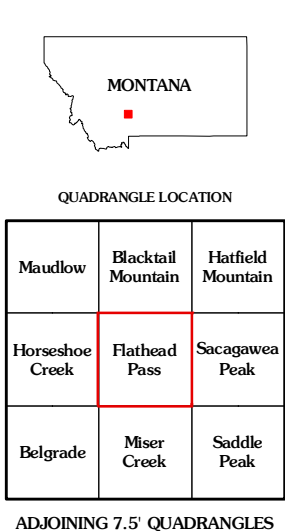 MONTANA
QUADRANGLE LOCATION
Maudlow
Blacktail
Mountain
Hatfield
Mountain
Horseshoe
Creek
Flathead
Pass
Sacagawea
Peak
Belgrade
Miser
Creek
Saddle
Peak
ADJOINING 7.5' QUADRANGLES